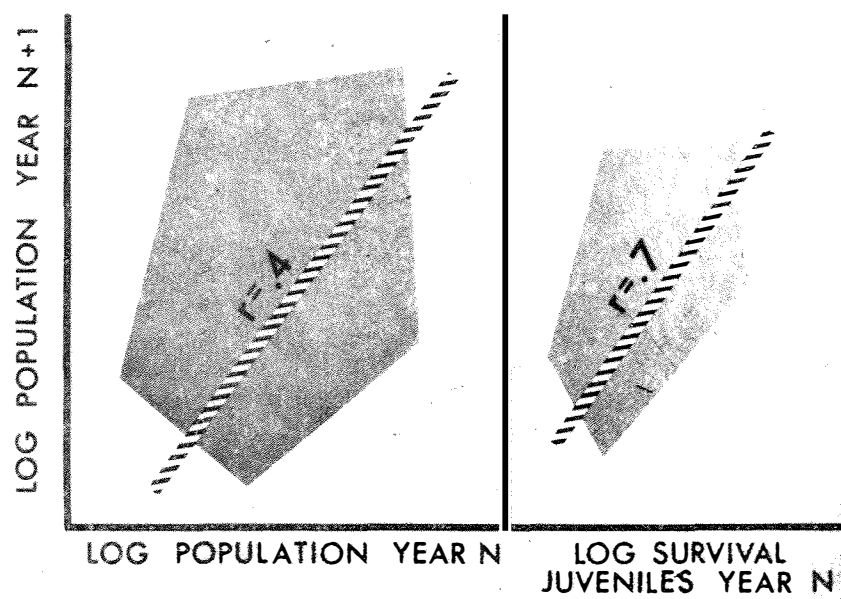 LOG POPULATION YEAR N+1
r=.4
r=.7
LOG POPULATION YEAR N
LOG SURVIVAL
JUVENILES YEAR N